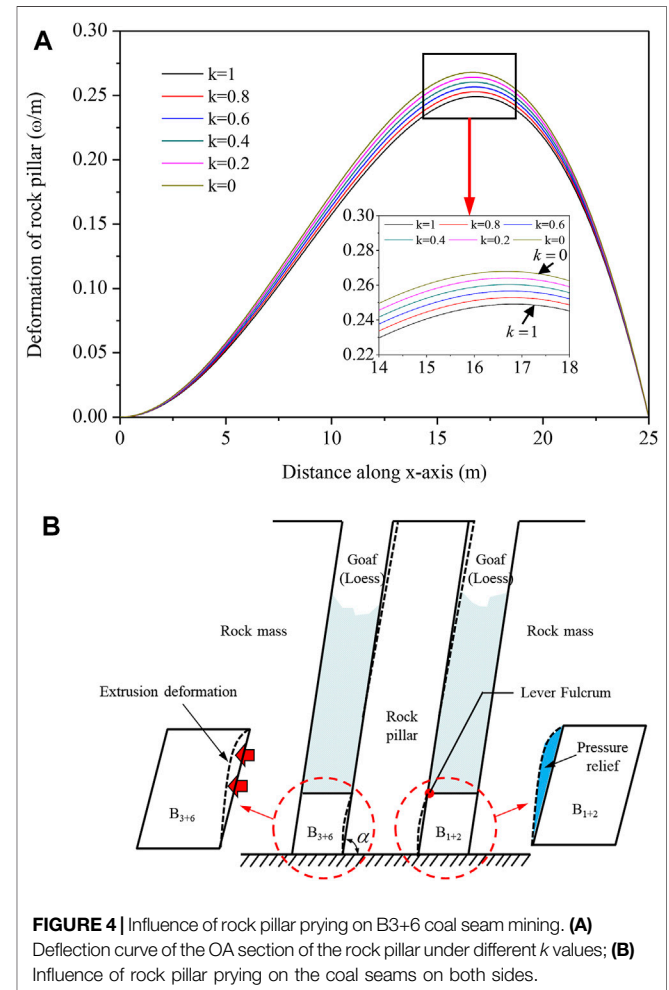 A
0.30
0.25
0.20
0.15
0.10
0.05
0.00
Deformation of rock pillar (ω/m)
k=1
k=0.8
k=0.6
k=0.4
k=0.2
k=0
0.30
0.28
0.26
0.24
0.22
k=1 k=0.8 k=0.6
k=0.4 k=0.2 k=0
k = 0
k = 1
14 15 16 17 18
0 5 10 15 20 25
Distance along x-axis (m)
B
Goaf
(Loess)
Goaf
(Loess)
Rock mass
Rock mass
Extrusion deformation
Lever Fulcrum
Rock
pillar
Pressure
relief
B3+6
B3+6
α
B1+2
B1+2
FIGURE 4 | Influence of rock pillar prying on B3+6 coal seam mining. (A)
Deflection curve of the OA section of the rock pillar under different k values; (B)
Influence of rock pillar prying on the coal seams on both sides.